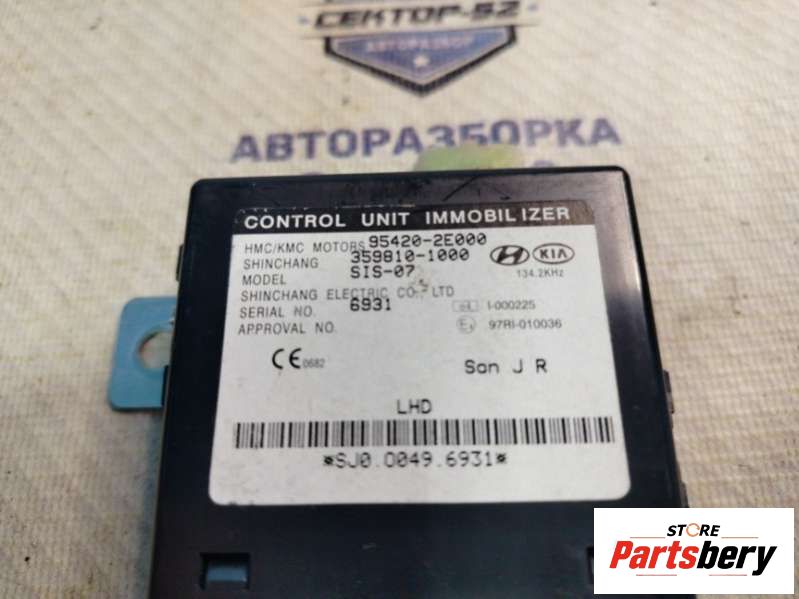 СЕКТОР-52
АВТОРАЗБОР
АВТОРАЗБОРКА
CONTROL UNIT IMMOBILIZER
HMC/KMC MOTORS 95420-2E000
SHINCHANG 359810-1000
MODEL SIS-07
SHINCHANG ELECTRIC CO., LTD
SERIAL NO. 6931
APPROVAL NO.
KIA
134.2KHz
I-000225
97RI-010036
CE 0682
San J R
LHD
*SJ0.0049.6931*
STORE
Partsbery